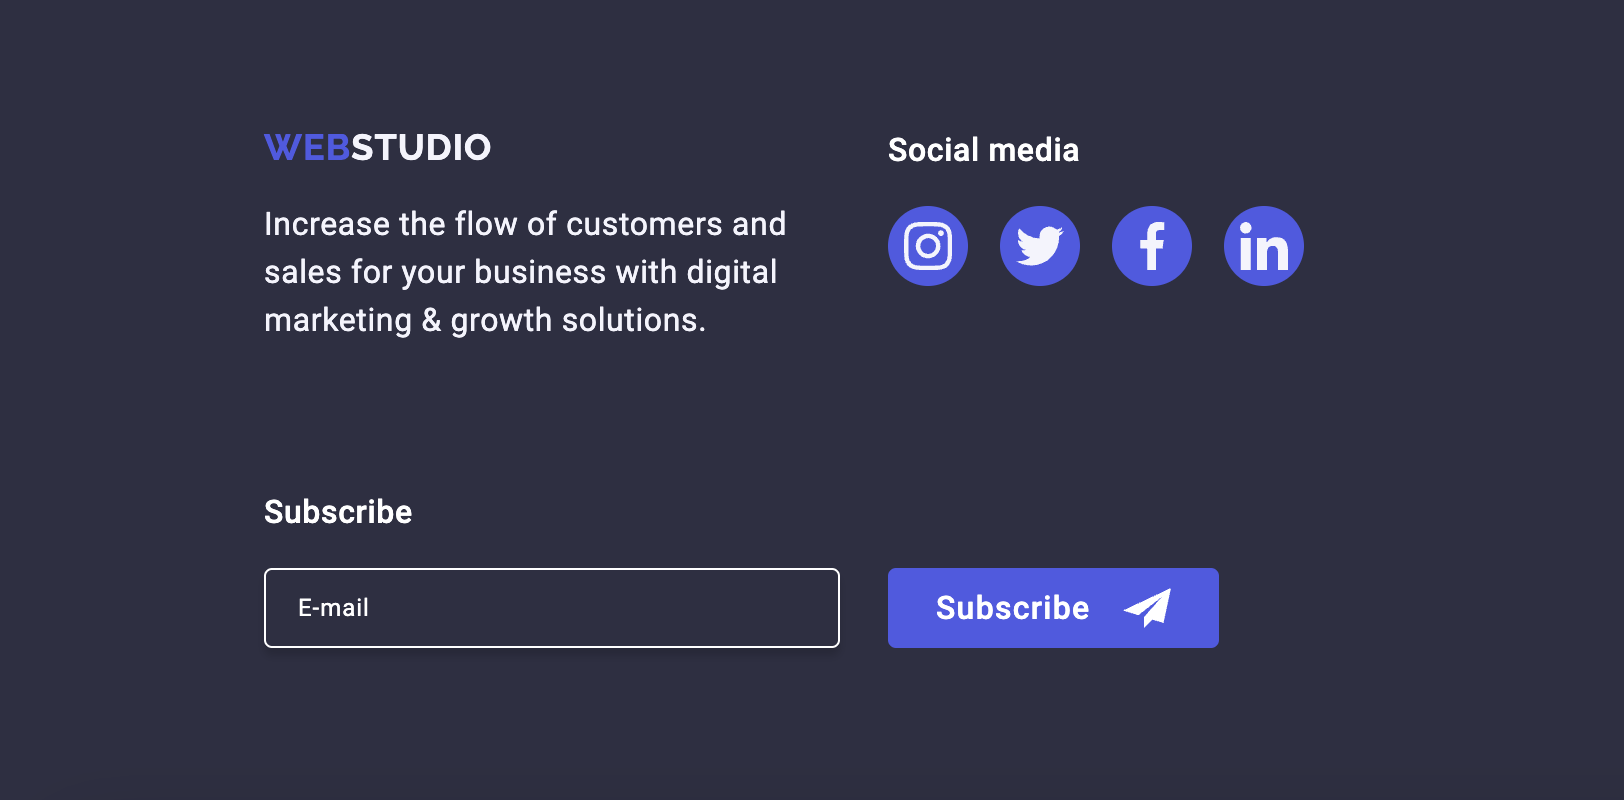 WEBSTUDIO
Increase the flow of customers and
sales for your business with digital
marketing & growth solutions.
Social media
Subscribe
E-mail
Subscribe